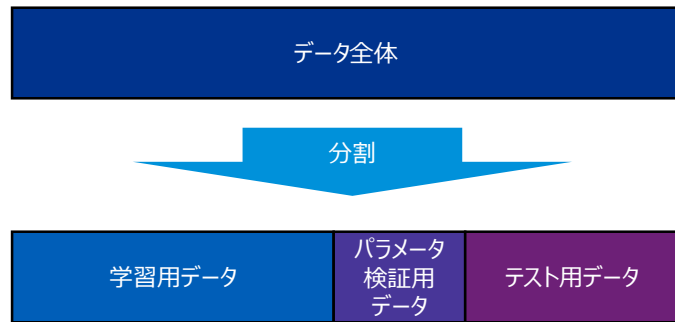 データ全体
分割
学習用データ
パラメータ
検証用
データ
テスト用データ